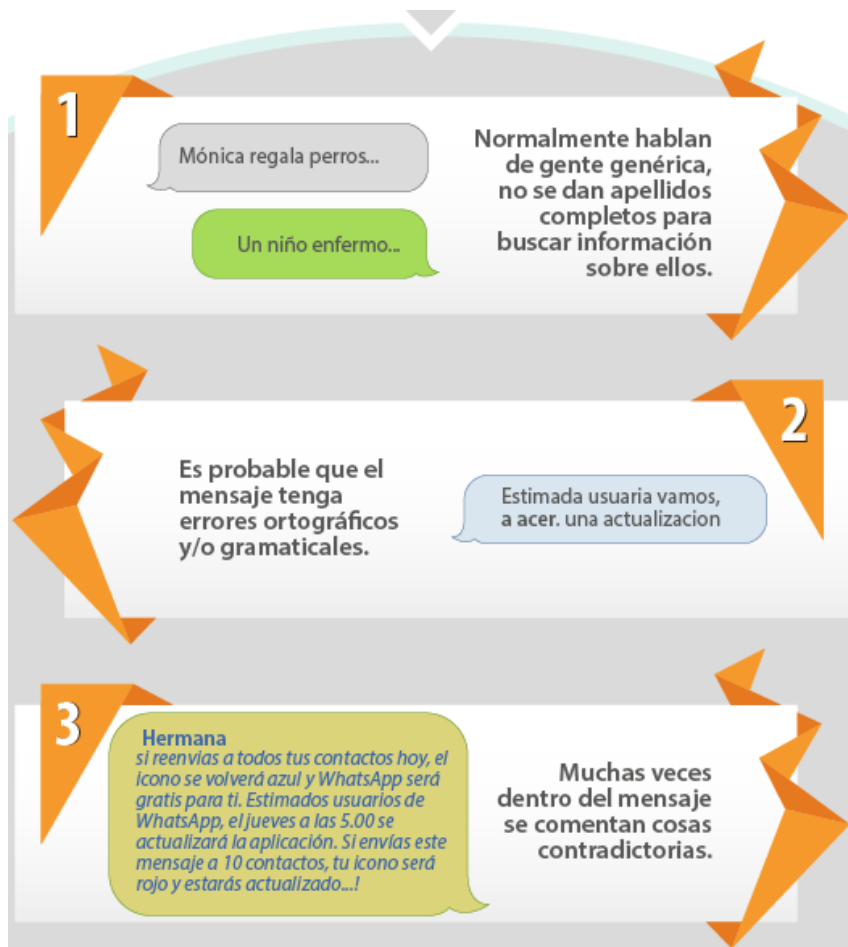 1
Mónica regala perros...
Un niño enfermo...
Normalmente hablan
de gente genérica,
no se dan apellidos
completos para
buscar información
sobre ellos.
2
Es probable que el
mensaje tenga
errores ortográficos
y/o gramaticales.
Estimada usuaria vamos,
a acer. una actualizacion
3
Hermana
si reenvias a todos tus contactos hoy, el
icono se volverá azul y WhatsApp será
gratis para ti. Estimados usuarios de
WhatsApp, el jueves a las 5.00 se
actualizará la aplicación. Si envías este
mensaje a 10 contactos, tu icono será
rojo y estarás actualizado...!
Muchas veces
dentro del mensaje
se comentan cosas
contradictorias.